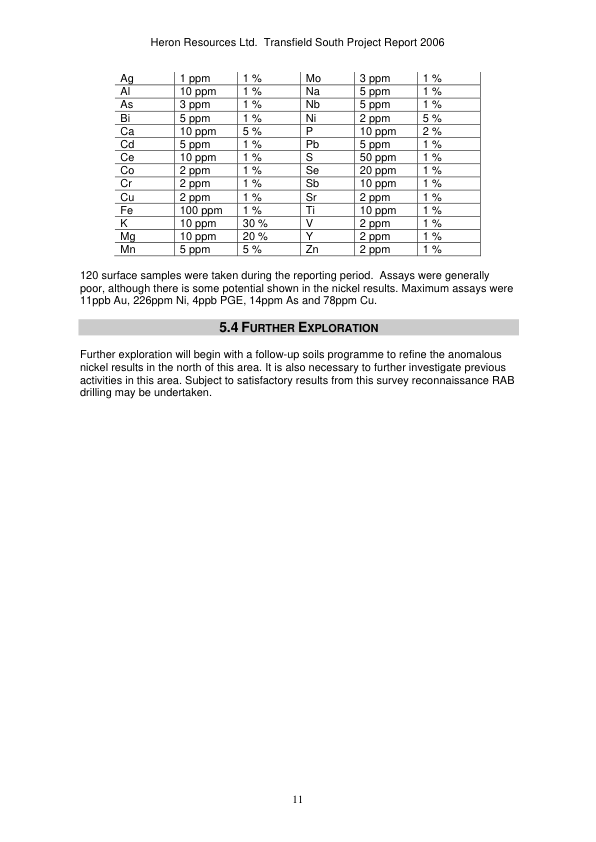 Heron Resources Ltd.  Transfield South Project Report 2006
Ag 1 ppm 1 % Mo 3 ppm 1 %
Al 10 ppm 1 % Na 5 ppm 1 %
As 3 ppm 1 % Nb 5 ppm 1 %
Bi 5 ppm 1 % Ni 2 ppm 5 %
Ca 10 ppm 5 % P 10 ppm 2 %
Cd 5 ppm 1 % Pb 5 ppm 1 %
Ce 10 ppm 1 % S 50 ppm 1 %
Co 2 ppm 1 % Se 20 ppm 1 %
Cr 2 ppm 1 % Sb 10 ppm 1 %
Cu 2 ppm 1 % Sr 2 ppm 1 %
Fe 100 ppm 1 % Ti 10 ppm 1 %
K 10 ppm 30 % V 2 ppm 1 %
Mg 10 ppm 20 % Y 2 ppm 1 %
Mn 5 ppm 5 % Zn 2 ppm 1 %
120 surface samples were taken during the reporting period.  Assays were generally
poor, although there is some potential shown in the nickel results. Maximum assays were
11ppb Au, 226ppm Ni, 4ppb PGE, 14ppm As and 78ppm Cu.
5.4 FURTHER EXPLORATION
Further exploration will begin with a follow-up soils programme to refine the anomalous
nickel results in the north of this area. It is also necessary to further investigate previous
activities in this area. Subject to satisfactory results from this survey reconnaissance RAB
drilling may be undertaken.
11